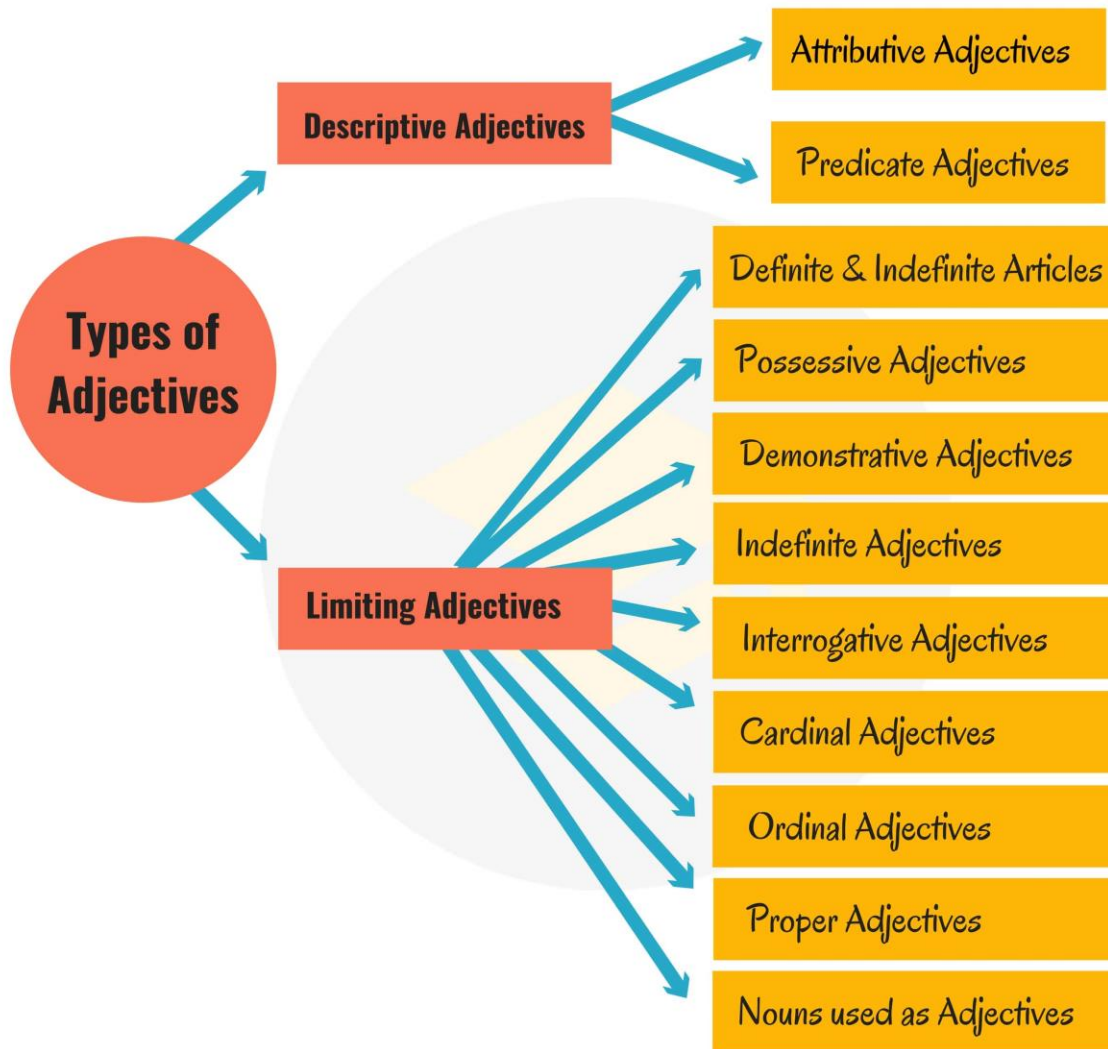 Types of
Adjectives
Descriptive Adjectives
Attributive Adjectives
Predicate Adjectives
Limiting Adjectives
Definite & Indefinite Articles
Possessive Adjectives
Demonstrative Adjectives
Indefinite Adjectives
Interrogative Adjectives
Cardinal Adjectives
Ordinal Adjectives
Proper Adjectives
Nouns used as Adjectives